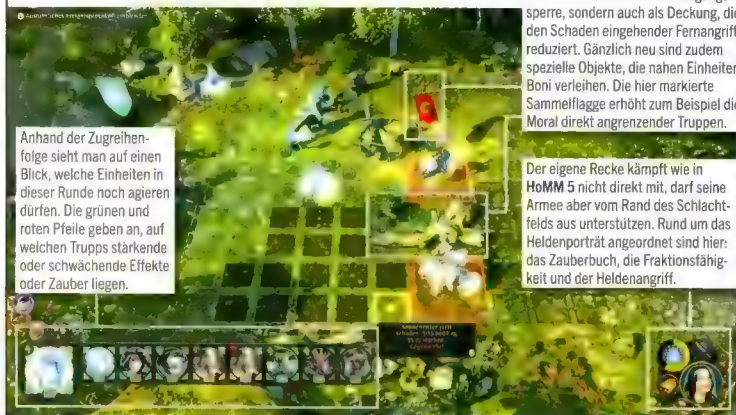 sperre, sondern auch als Deckung, die
den Schaden eingehender Fernangriff
reduziert. Gänzlich neu sind zudem
spezielle Objekte, die nahen Einheiten
Boni verleihen. Die hier markierte
Sammelflagge erhöht zum Beispiel die
Moral direkt angrenzender Truppen.
Anhand der Zugreihen-
folge sieht man auf einen
Blick, welche Einheiten in
dieser Runde noch agieren
dürfen. Die grünen und
roten Pfeile geben an, auf
welchen Trupps stärkende
oder schwächende Effekte
oder Zauber liegen.
Der eigene Recke kämpft wie in
HoMM 5 nicht direkt mit, darf seine
Armee aber vom Rand des Schlacht-
felds aus unterstützen. Rund um das
Heldenporträt angeordnet sind hier:
das Zauberbuch, die Fraktionsfähig-
keit und der Heldenangriff.